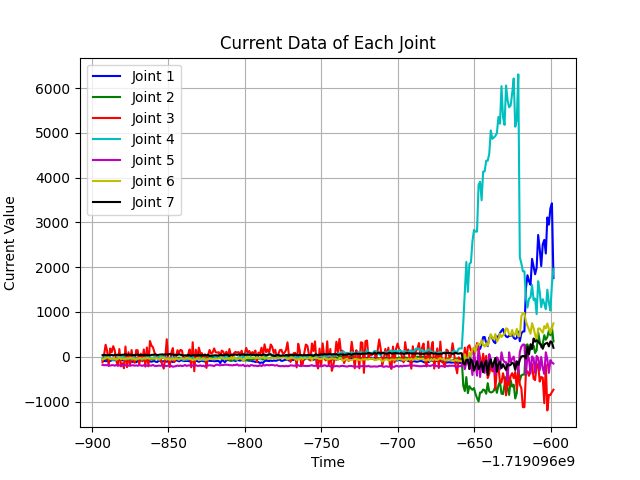 Current Data of Each Joint
Joint 1
Joint 2
Joint 3
Joint 4
Joint 5
Joint 6
Joint 7
6000
5000
4000
3000
2000
1000
0
−1000
Current Value
−900 −850 −800 −750 −700 −650 −600
Time
−1.719096e9